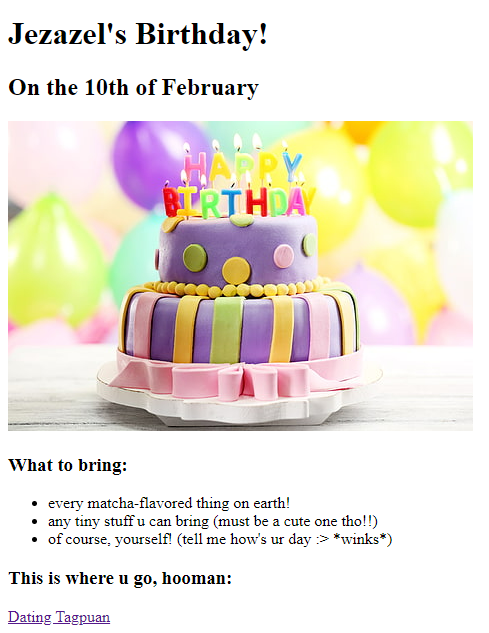 Jezazel's Birthday!
On the 10th of February
HAPPY
BIRTHDAY
What to bring:
every matcha-flavored thing on earth!
any tiny stuff u can bring (must be a cute one tho!!)
of course, yourself! (tell me how's ur day :> *winks*)
This is where u go, hooman:
Dating Tagpuan